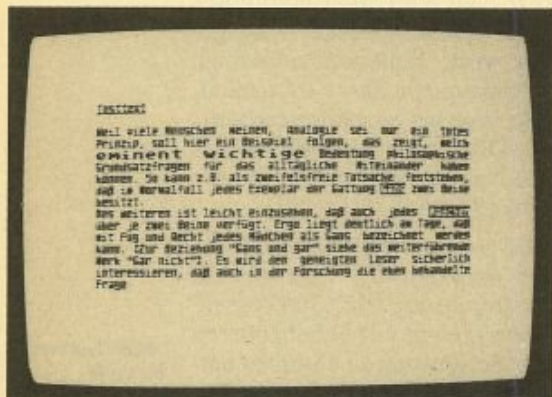 Testtext
Weil viele Menschen meinen, Analogie sei nur ein totes
Prinzip, soll hier ein Beispiel folgen, das zeigt, welch
eminent wichtige Bedeutung philosophische
Grundsatzfragen für das alltägliche Miteinander haben
können. So kann z.B. als zweifelsfreie Tatsache feststehen,
daß im Normalfall jedes Exemplar der Gattung zwei Beine
besitzt.
Des weiteren ist leicht einzusehen, daß auch jedes
über je zwei Beine verfügt. Ergo liegt deutlich am Tage, daß
mit Fug und Recht jedes Mädchen als Gans bezeichnet werden
kann. (Zur Beziehung "Gans und gar" siehe das weiterführende
Werk "Gar nicht"). Es wird den geneigten Leser sicherlich
interessieren, daß auch in der Forschung die eben behandelte
Frage